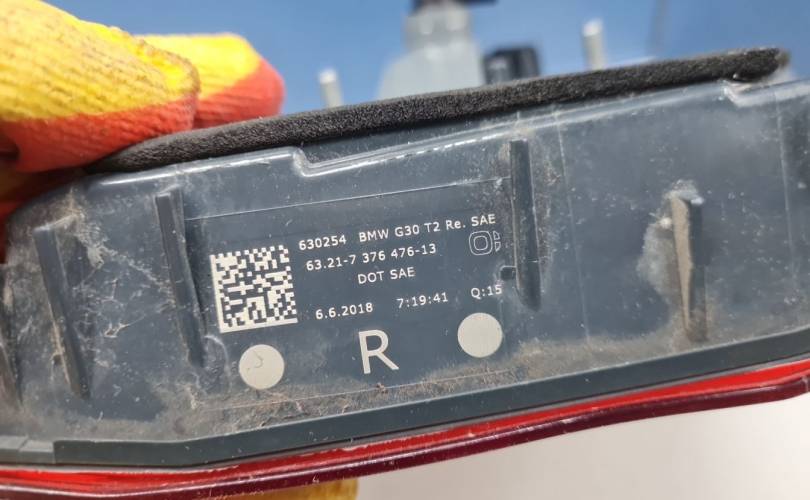 630254 BMW G30 T2 Re. SAE
63.21-7 376 476-13
DOT SAE
6.6.2018 7:19:41 Q:15
R